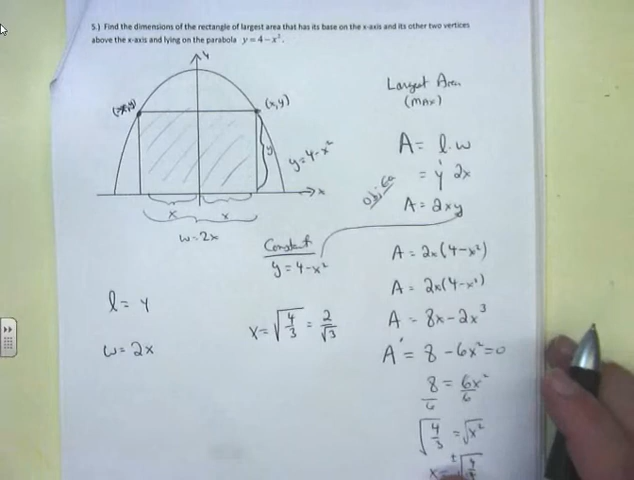 5.) Find the dimensions of the rectangle of largest area that has its base on the x-axis and its other two vertices
above the x-axis and lying on the parabola y = 4 - x².
y
(x,y)
y
y = 4 - x²
x
x x
w = 2x
Largest Area
(MAX)
A = l·w
= y 2x
A = 2xy
y = 4 - x²
A = 2x(4-x²)
A = 2x(4-x²)
A = 8x - 2x³
A' = 8 - 6x² = 0
8/6 = 6x²/6
√4/3 = √x²
l = y
w = 2x
x = √4/3 = 2/√3